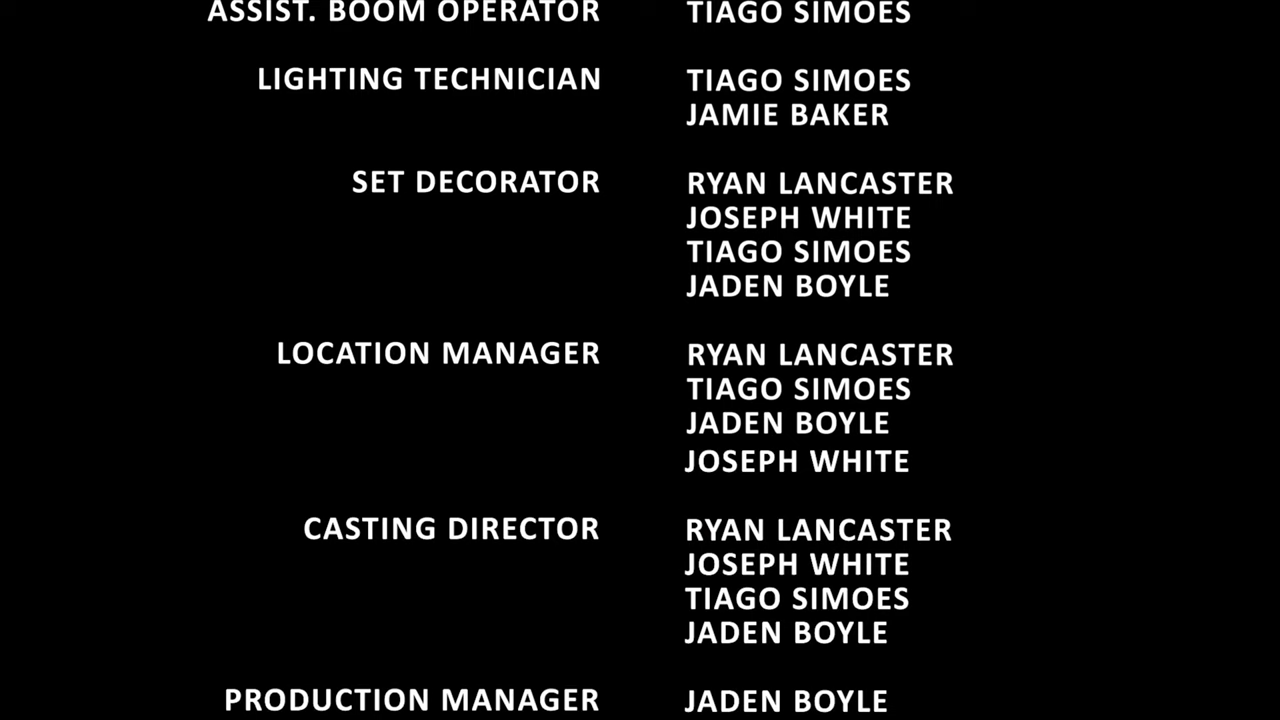 ASSIST. BOOM OPERATOR TIAGO SIMOES
LIGHTING TECHNICIAN TIAGO SIMOES
JAMIE BAKER
SET DECORATOR RYAN LANCASTER
JOSEPH WHITE
TIAGO SIMOES
JADEN BOYLE
LOCATION MANAGER RYAN LANCASTER
TIAGO SIMOES
JADEN BOYLE
JOSEPH WHITE
CASTING DIRECTOR RYAN LANCASTER
JOSEPH WHITE
TIAGO SIMOES
JADEN BOYLE
PRODUCTION MANAGER JADEN BOYLE